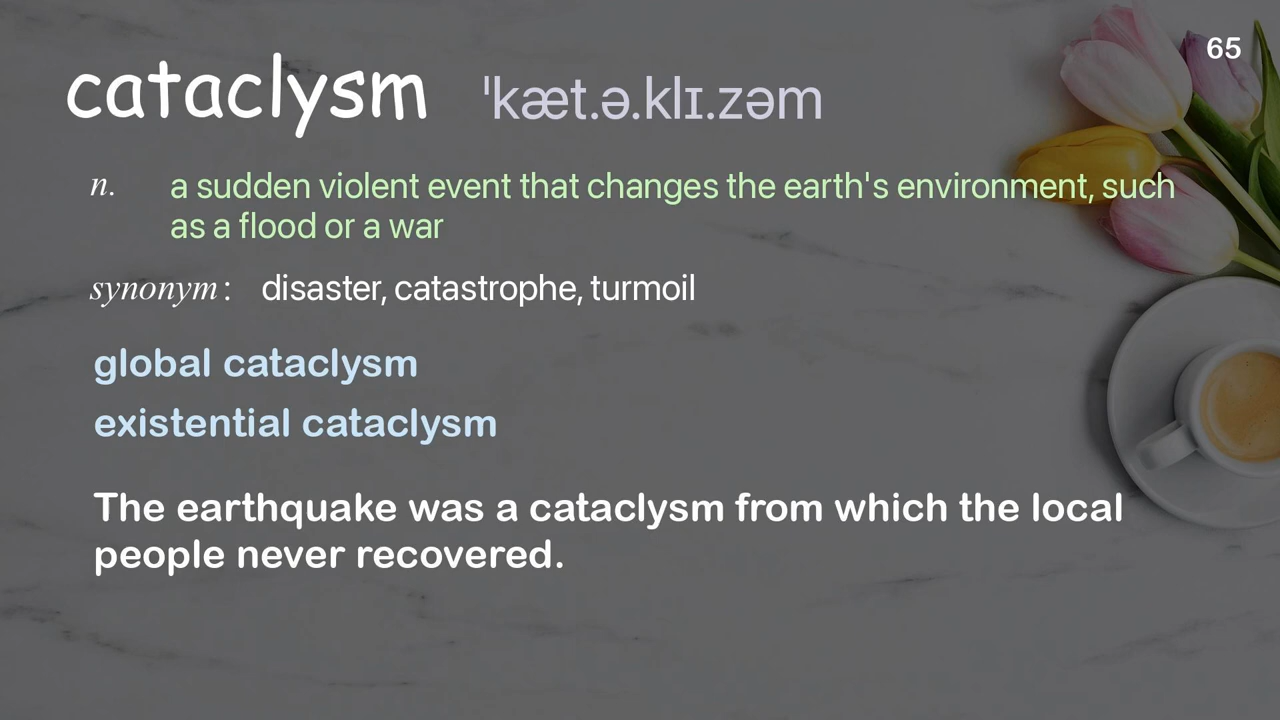 65
cataclysm ˈkæt.ə.klɪ.zəm
n. a sudden violent event that changes the earth's environment, such
as a flood or a war
synonym: disaster, catastrophe, turmoil
global cataclysm
existential cataclysm
The earthquake was a cataclysm from which the local
people never recovered.